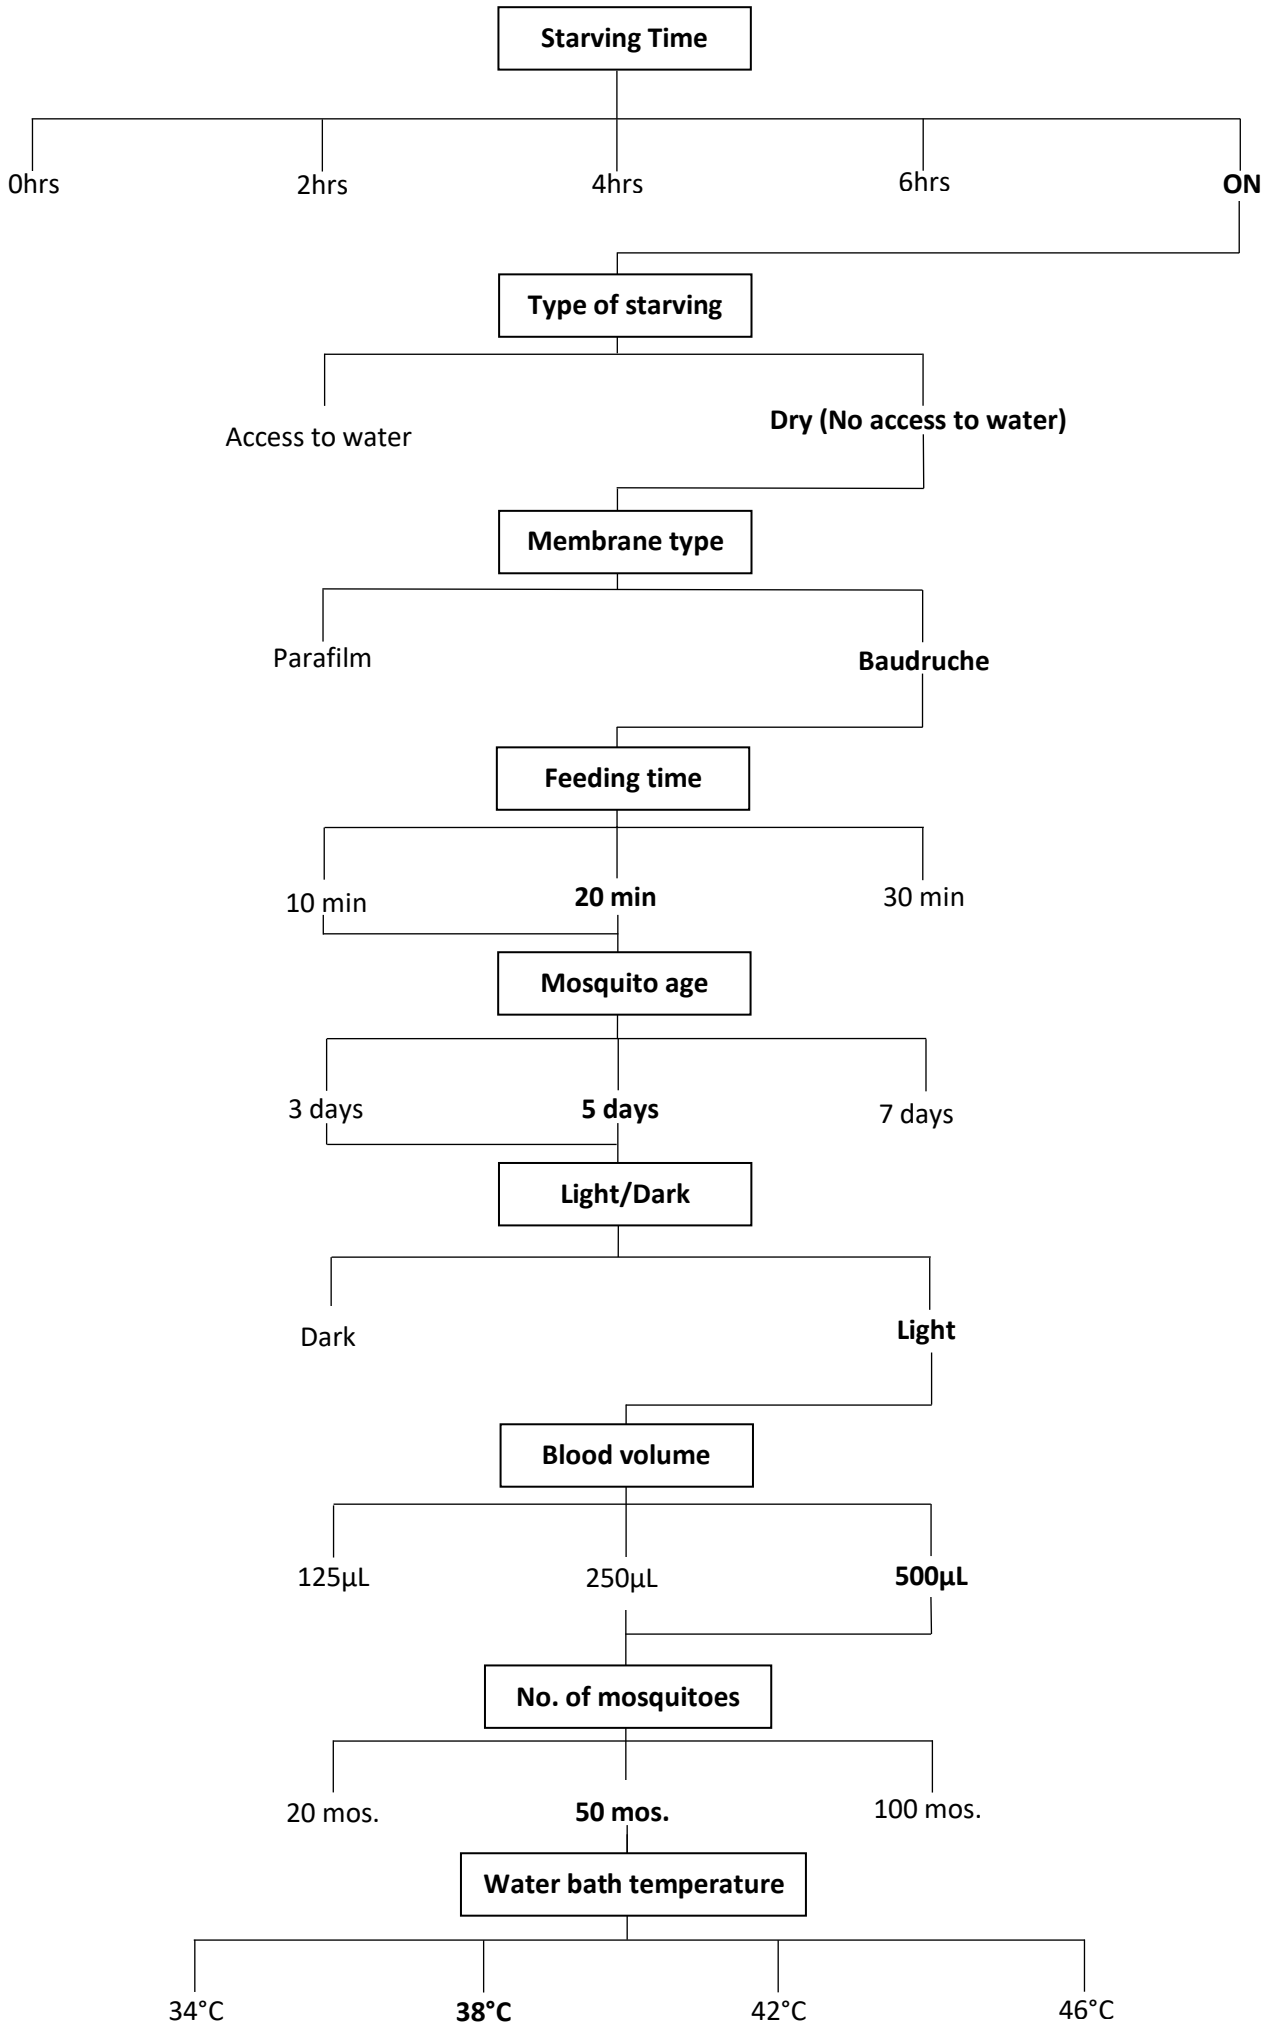 Starving Time
0hrs 2hrs 4hrs 6hrs ON
Type of starving
Access to water Dry (No access to water)
Membrane type
Parafilm Baudruche
Feeding time
10 min 20 min 30 min
Mosquito age
3 days 5 days 7 days
Light/Dark
Dark Light
Blood volume
125µL 250µL 500µL
No. of mosquitoes
20 mos. 50 mos. 100 mos.
Water bath temperature
34°C 38°C 42°C 46°C